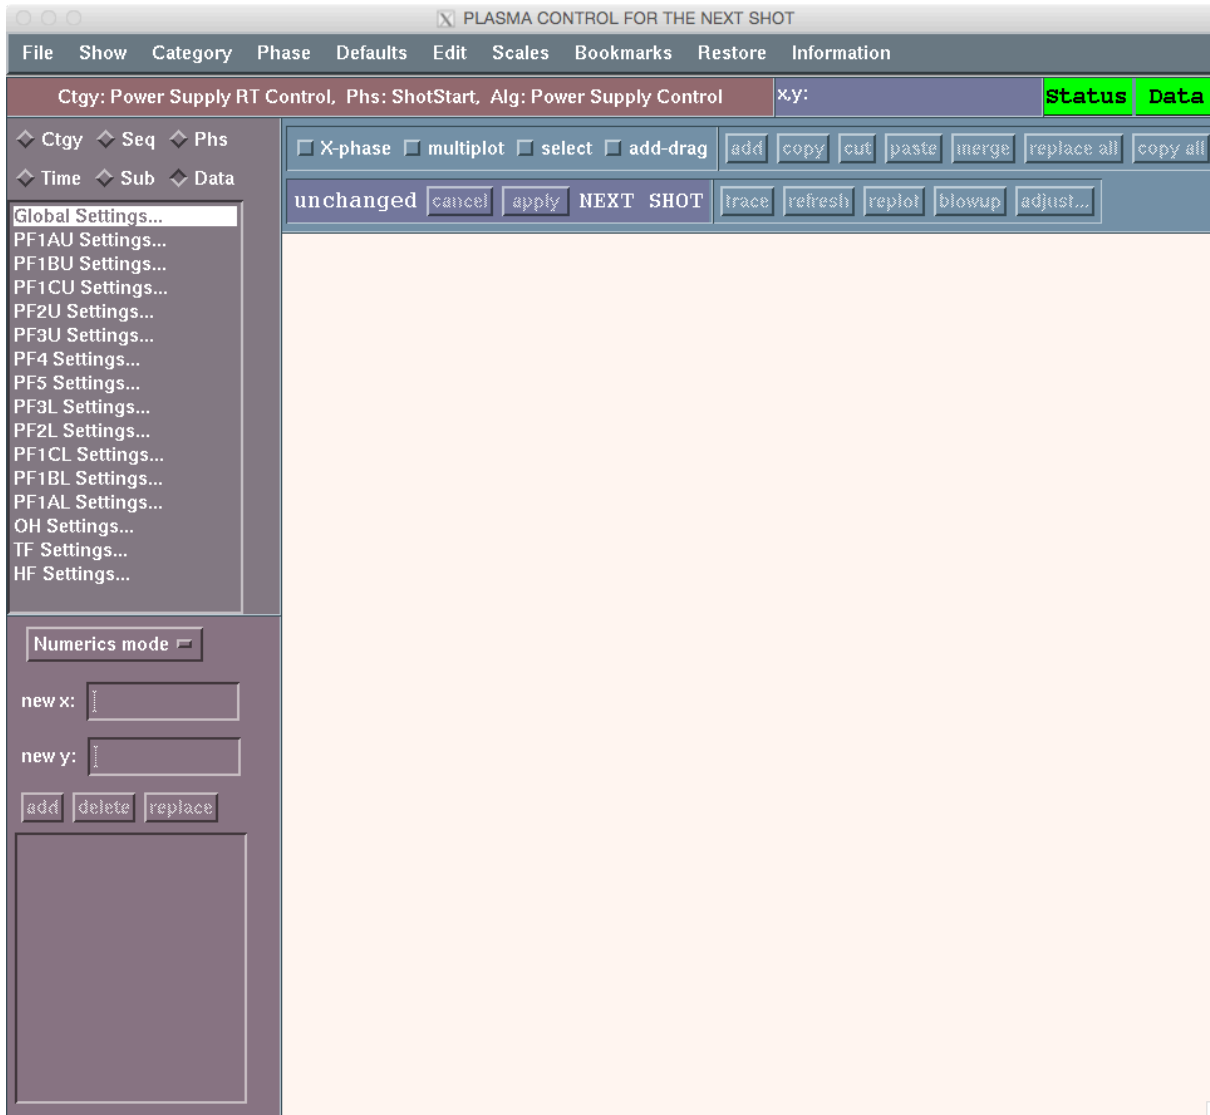 PLASMA CONTROL FOR THE NEXT SHOT
File Show Category Phase Defaults Edit Scales Bookmarks Restore Information
Ctgy: Power Supply RT Control, Phs: ShotStart, Alg: Power Supply Control x,y: Status Data
Ctgy Seq Phs
Time Sub Data
X-phase multiplot select add-drag add copy cut paste merge replace all copy all
unchanged cancel apply NEXT SHOT trace refresh replot blowup adjust...
Global Settings...
PF1AU Settings...
PF1BU Settings...
PF1CU Settings...
PF2U Settings...
PF3U Settings...
PF4 Settings...
PF5 Settings...
PF3L Settings...
PF2L Settings...
PF1CL Settings...
PF1BL Settings...
PF1AL Settings...
OH Settings...
TF Settings...
HF Settings...
Numerics mode
new x:
new y:
add delete replace